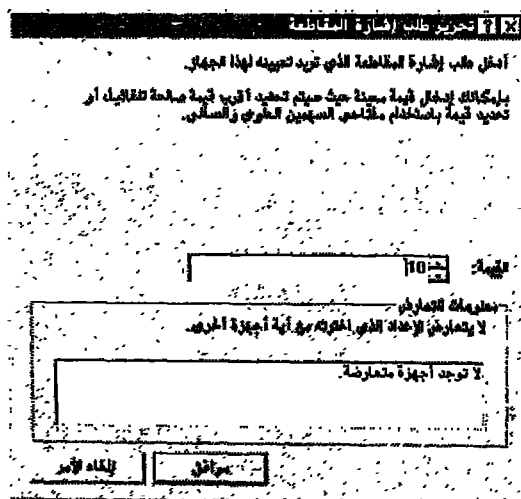 تحرير طلب إشارة المقاطعة
أدخل طلب إشارة المقاطعة الذي تريد تعيينه لهذا الجهاز.
بإمكانك إدخال قيمة معينة حيث سيتم تحديد أقرب قيمة صالحة تلقائياً، أو
تحديد قيمة باستخدام مفتاحي السهمين العلوي والسفلي.
القيمة: 10
معلومات التعارض
لا يتعارض الإعداد الذي اخترته مع أية أجهزة أخرى.
لا توجد أجهزة متعارضة.
موافق
إلغاء الأمر